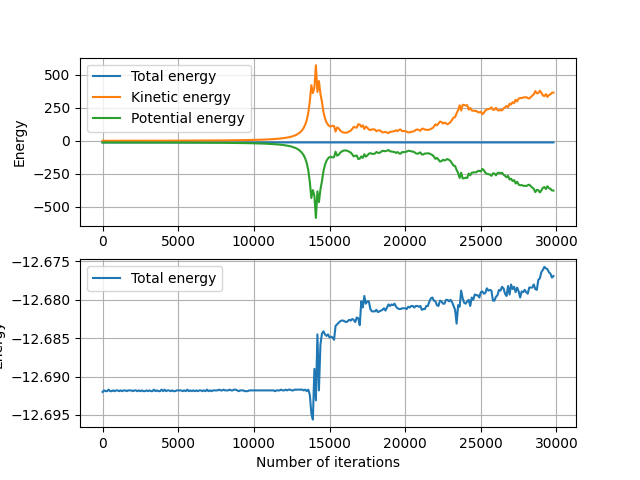 Energy
500
250
0
−250
−500
Total energy
Kinetic energy
Potential energy
0 5000 10000 15000 20000 25000 30000
Energy
−12.675
−12.680
−12.685
−12.690
−12.695
Total energy
0 5000 10000 15000 20000 25000 30000
Number of iterations